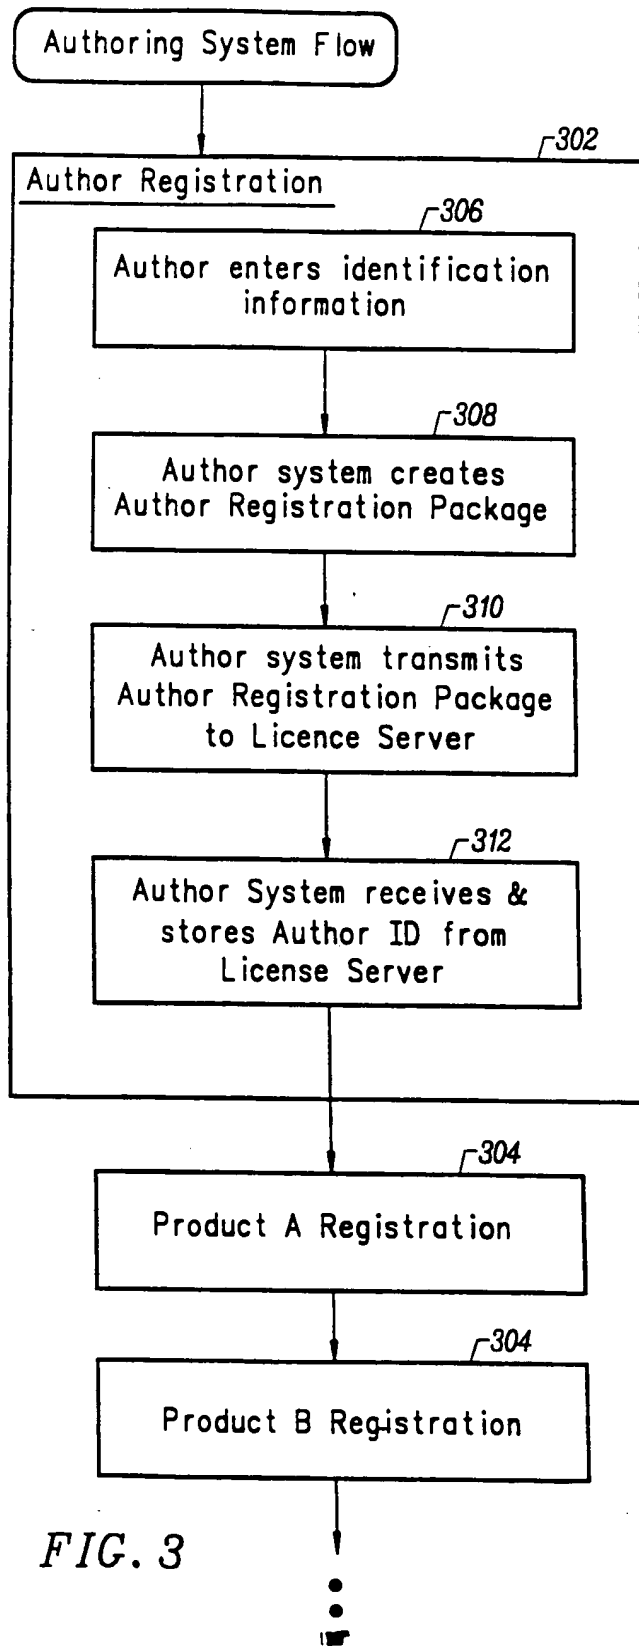 Authoring System Flow
302
Author Registration
306
Author enters identification
information
308
Author system creates
Author Registration Package
310
Author system transmits
Author Registration Package
to Licence Server
312
Author System receives &
stores Author ID from
License Server
304
Product A Registration
304
Product B Registration
FIG. 3